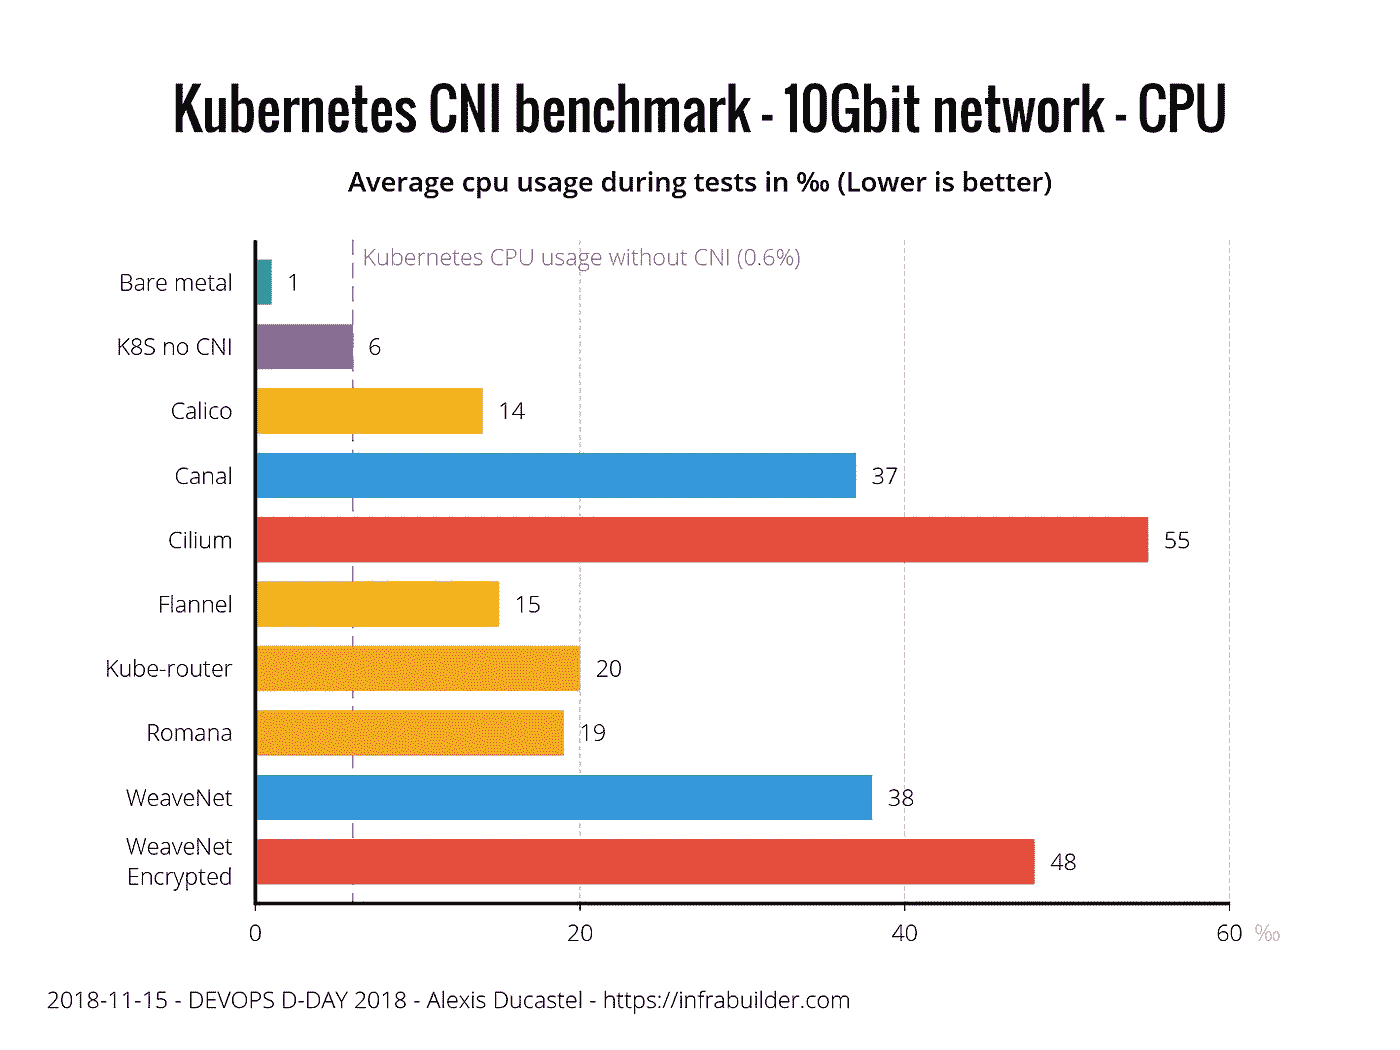 Kubernetes CNI benchmark - 10Gbit network - CPU
Average cpu usage during tests in ‰ (Lower is better)
Kubernetes CPU usage without CNI (0.6%)
Bare metal 1
K8S no CNI 6
Calico 14
Canal 37
Cilium 55
Flannel 15
Kube-router 20
Romana 19
WeaveNet 38
WeaveNet
Encrypted 48
0 20 40 60 ‰
2018-11-15 - DEVOPS D-DAY 2018 - Alexis Ducastel - https://infrabuilder.com